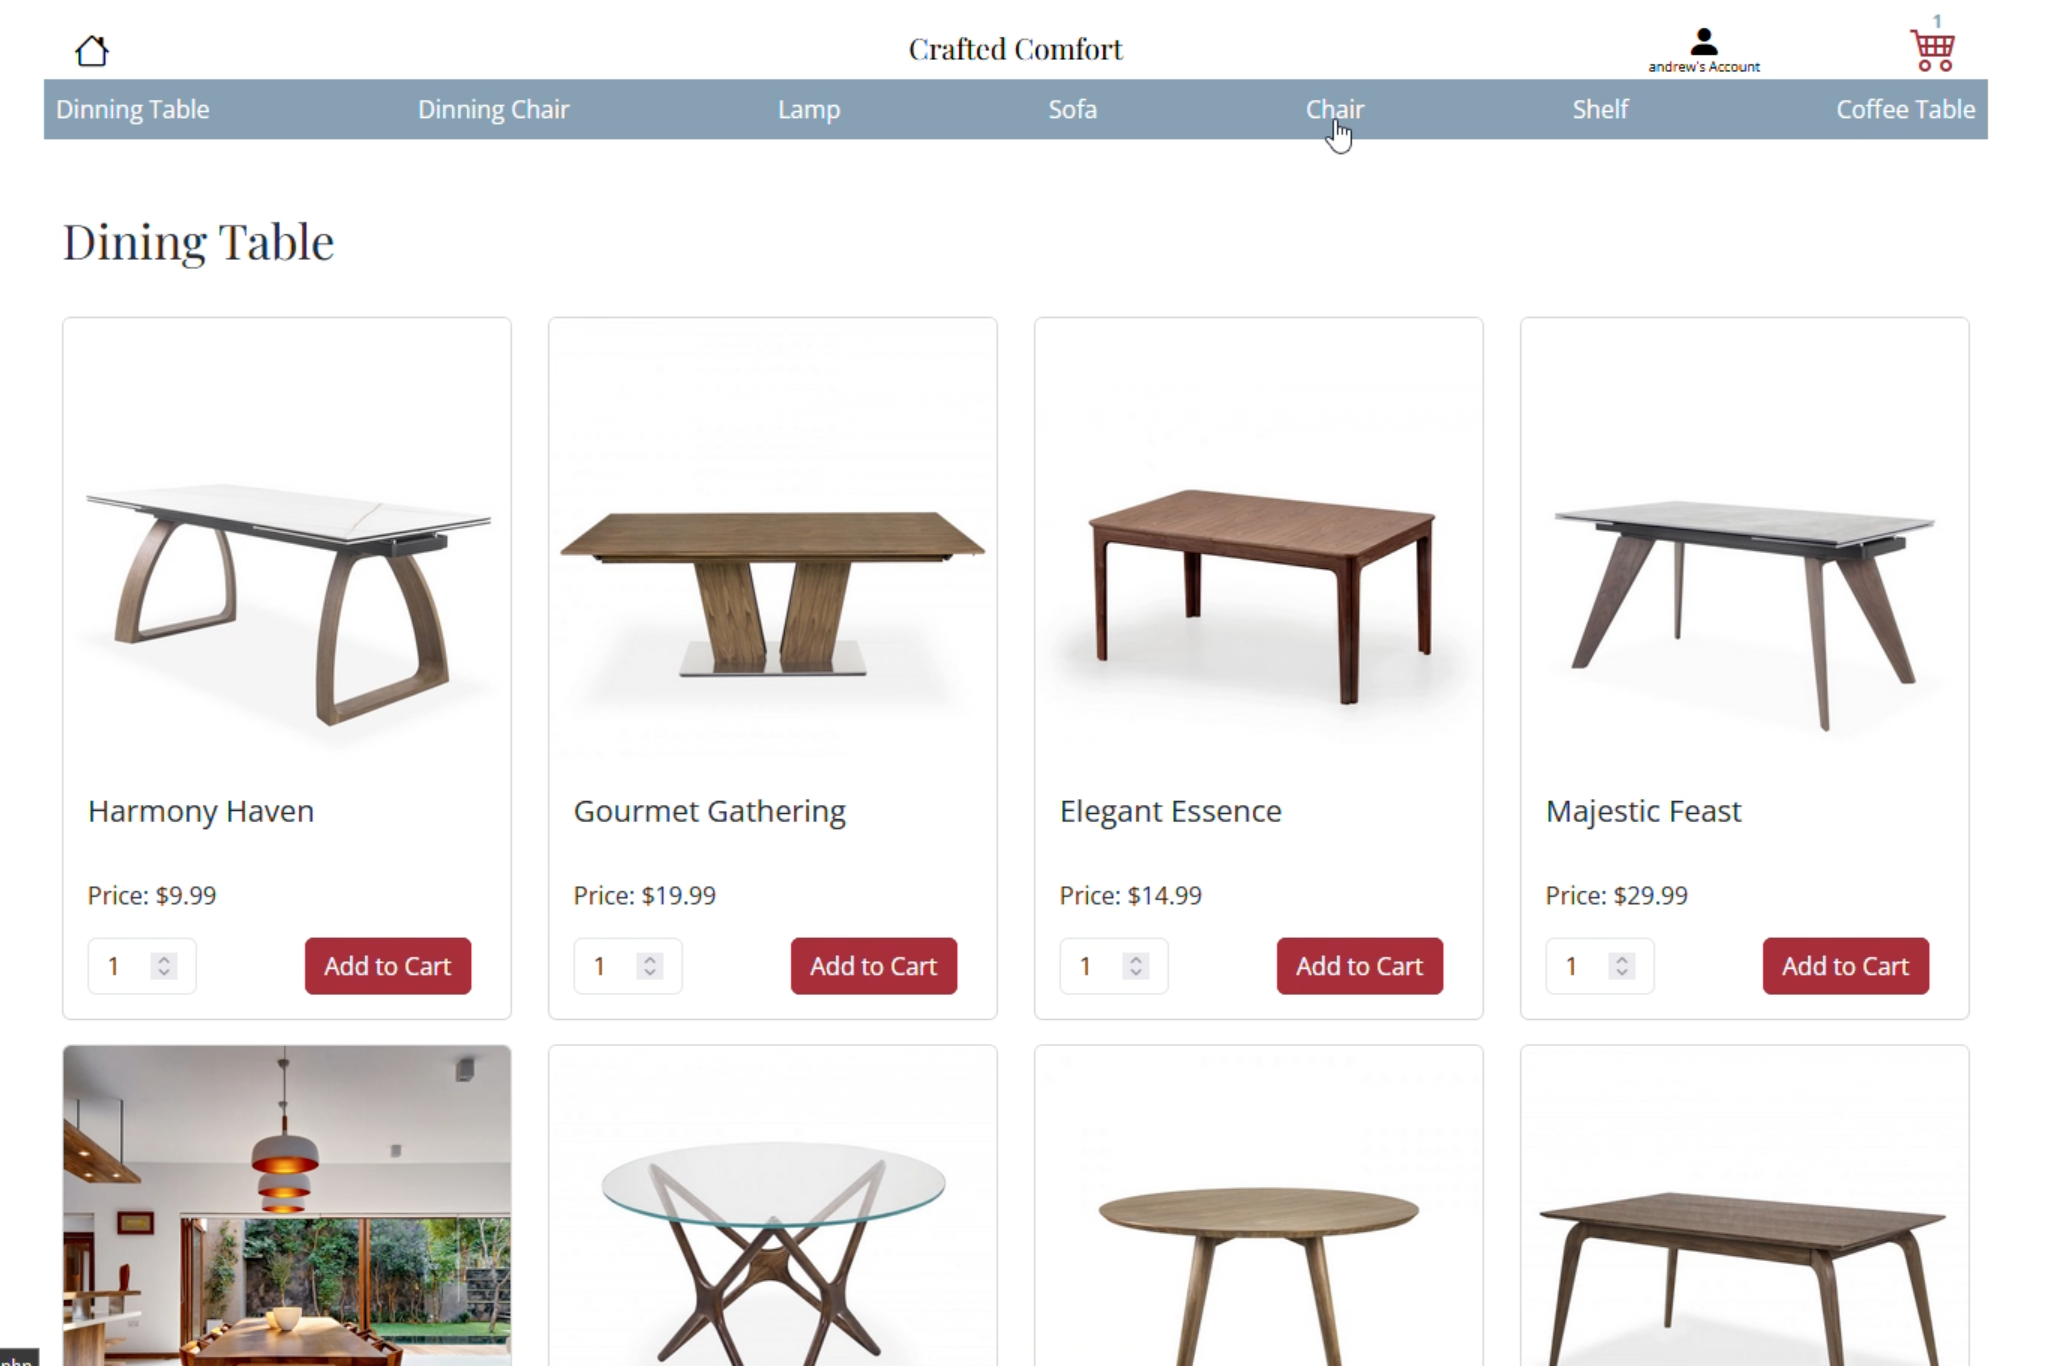 1
Crafted Comfort
andrew's Account
Dinning Table Dinning Chair Lamp Sofa Chair Shelf Coffee Table
Dining Table
Harmony Haven Gourmet Gathering Elegant Essence Majestic Feast
Price: $9.99 Price: $19.99 Price: $14.99 Price: $29.99
1 Add to Cart 1 Add to Cart 1 Add to Cart 1 Add to Cart